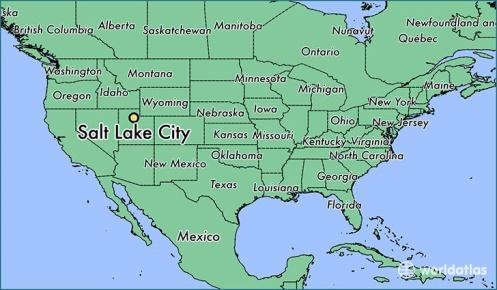 ska
British Columbia
Alberta
Saskatchewan
Manitoba
Nunavut
Newfoundland an
Ontario
Québec
Washington
Montana
Minnesota
Michigan
Maine
Oregon
Idaho
Wyoming
Nebraska
Iowa
New York
Ohio
New Jersey
Salt Lake City
Kansas
Missouri
Kentucky
Virginia
New Mexico
Oklahoma
North Carolina
Texas
Louisiana
Georgia
Florida
Mexico
worldatlas